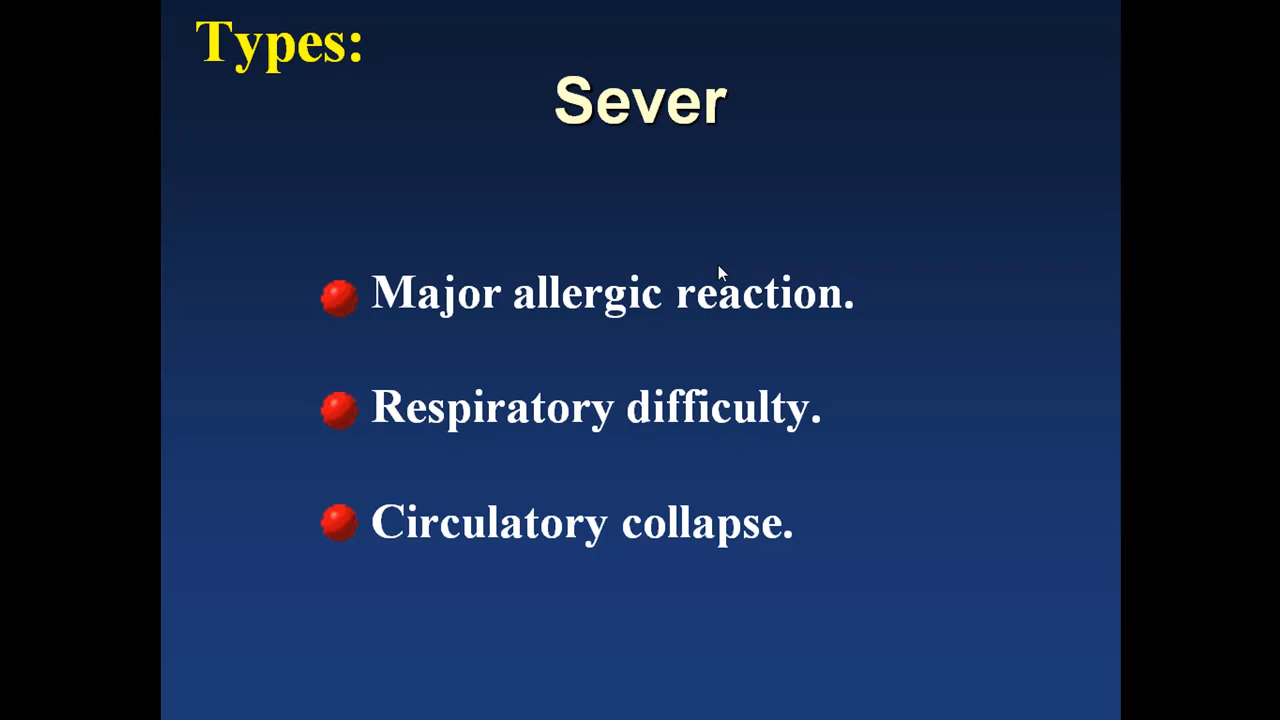 Types:
Sever
Major allergic reaction.
Respiratory difficulty.
Circulatory collapse.